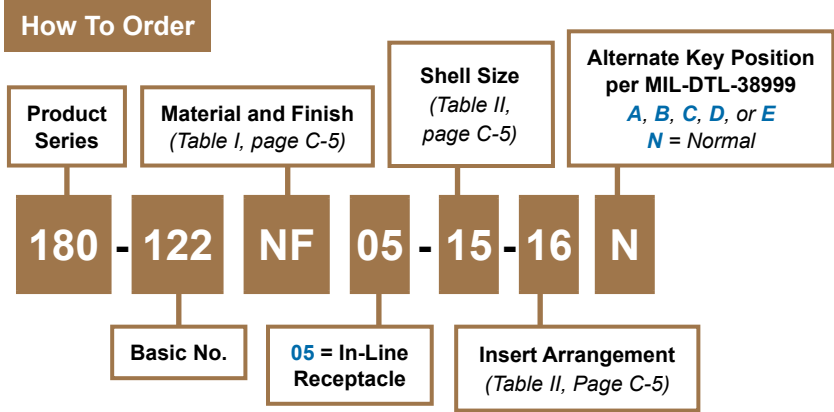 How To Order
Product
Series
Material and Finish
(Table I, page C-5)
Shell Size
(Table II,
page C-5)
Alternate Key Position
per MIL-DTL-38999
A, B, C, D, or E
N = Normal
180 - 122 NF 05 - 15 - 16 N
Basic No.
05 = In-Line
Receptacle
Insert Arrangement
(Table II, Page C-5)